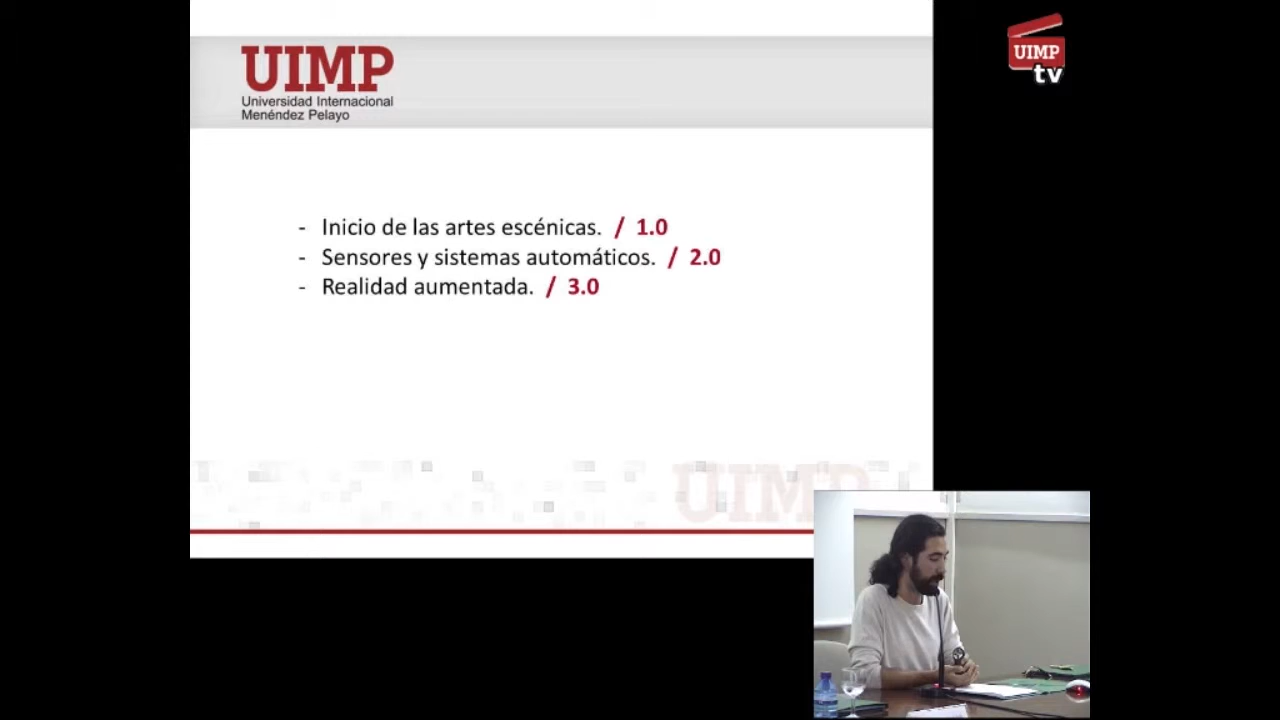 UIMP
Universidad Internacional
Menéndez Pelayo
UIMP
tv
- Inicio de las artes escénicas. / 1.0
- Sensores y sistemas automáticos. / 2.0
- Realidad aumentada. / 3.0
UIMP